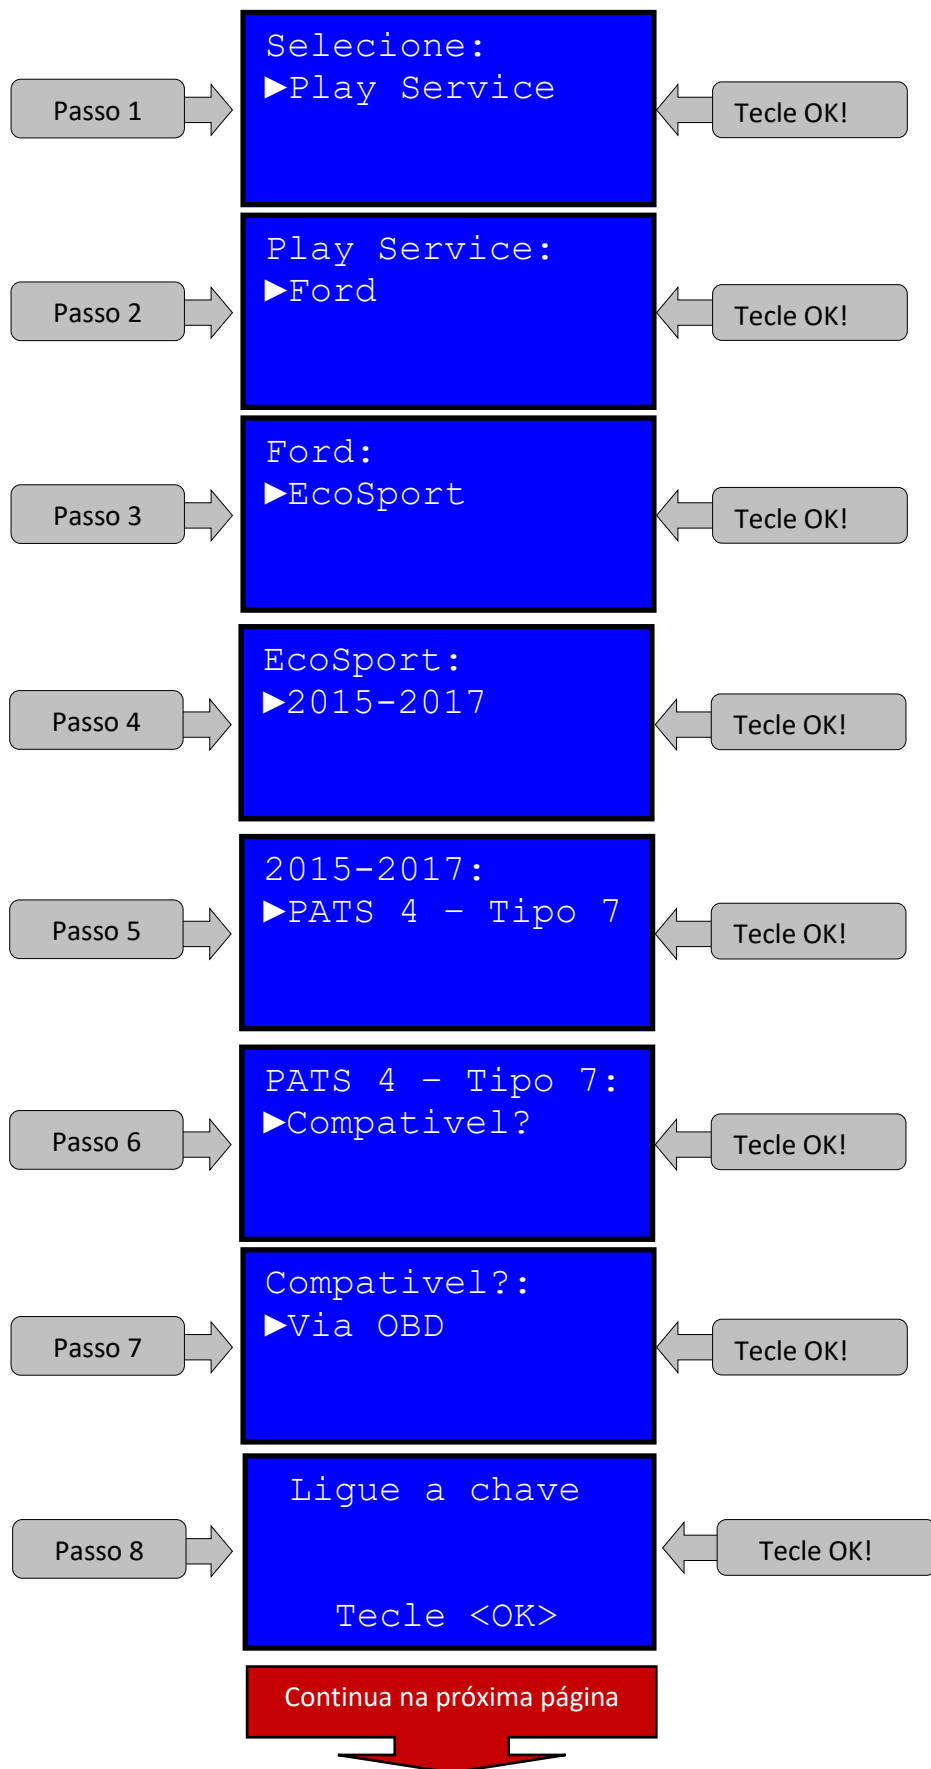 Selecione:
►Play Service
Passo 1
Tecle OK!
Play Service:
►Ford
Passo 2
Tecle OK!
Ford:
►EcoSport
Passo 3
Tecle OK!
EcoSport:
►2015-2017
Passo 4
Tecle OK!
2015-2017:
►PATS 4 – Tipo 7
Passo 5
Tecle OK!
PATS 4 – Tipo 7:
►Compativel?
Passo 6
Tecle OK!
Compativel?:
►Via OBD
Passo 7
Tecle OK!
Ligue a chave
Passo 8
Tecle OK!
Tecle <OK>
Continua na próxima página